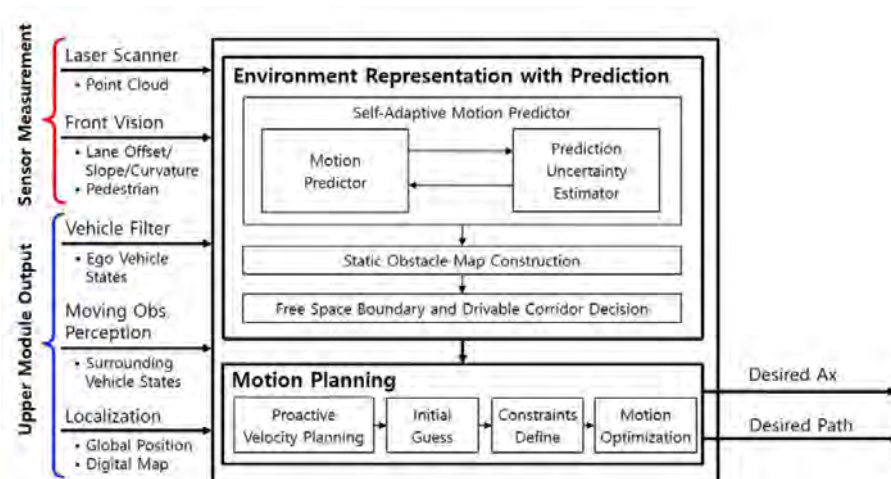 Sensor Measurement
Laser Scanner
• Point Cloud
Front Vision
• Lane Offset/
Slope/Curvature
• Pedestrian
Upper Module Output
Vehicle Filter
• Ego Vehicle
States
Moving Obs.
Perception
• Surrounding
Vehicle States
Localization
• Global Position
• Digital Map
Environment Representation with Prediction
Self-Adaptive Motion Predictor
Motion
Predictor
Prediction
Uncertainty
Estimator
Static Obstacle Map Construction
Free Space Boundary and Drivable Corridor Decision
Motion Planning
Proactive
Velocity Planning
Initial
Guess
Constraints
Define
Motion
Optimization
Desired Ax
Desired Path